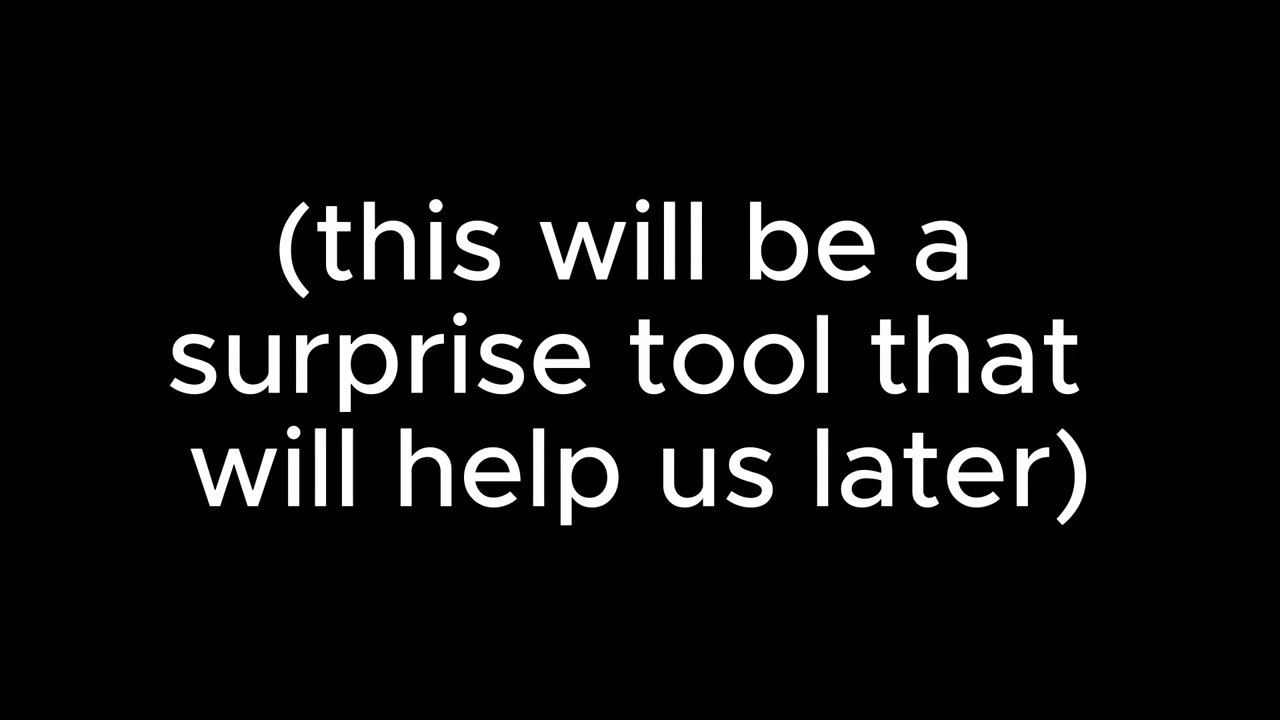 (this will be a
surprise tool that
will help us later)